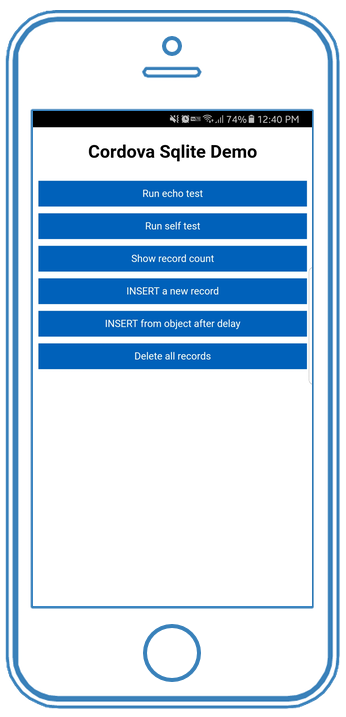 74% 12:40 PM
Cordova Sqlite Demo
Run echo test
Run self test
Show record count
INSERT a new record
INSERT from object after delay
Delete all records